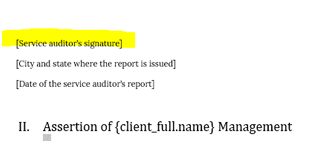 [Service auditor's signature]
[City and state where the report is issued]
[Date of the service auditor's report]
II. Assertion of {client_full.name} Management